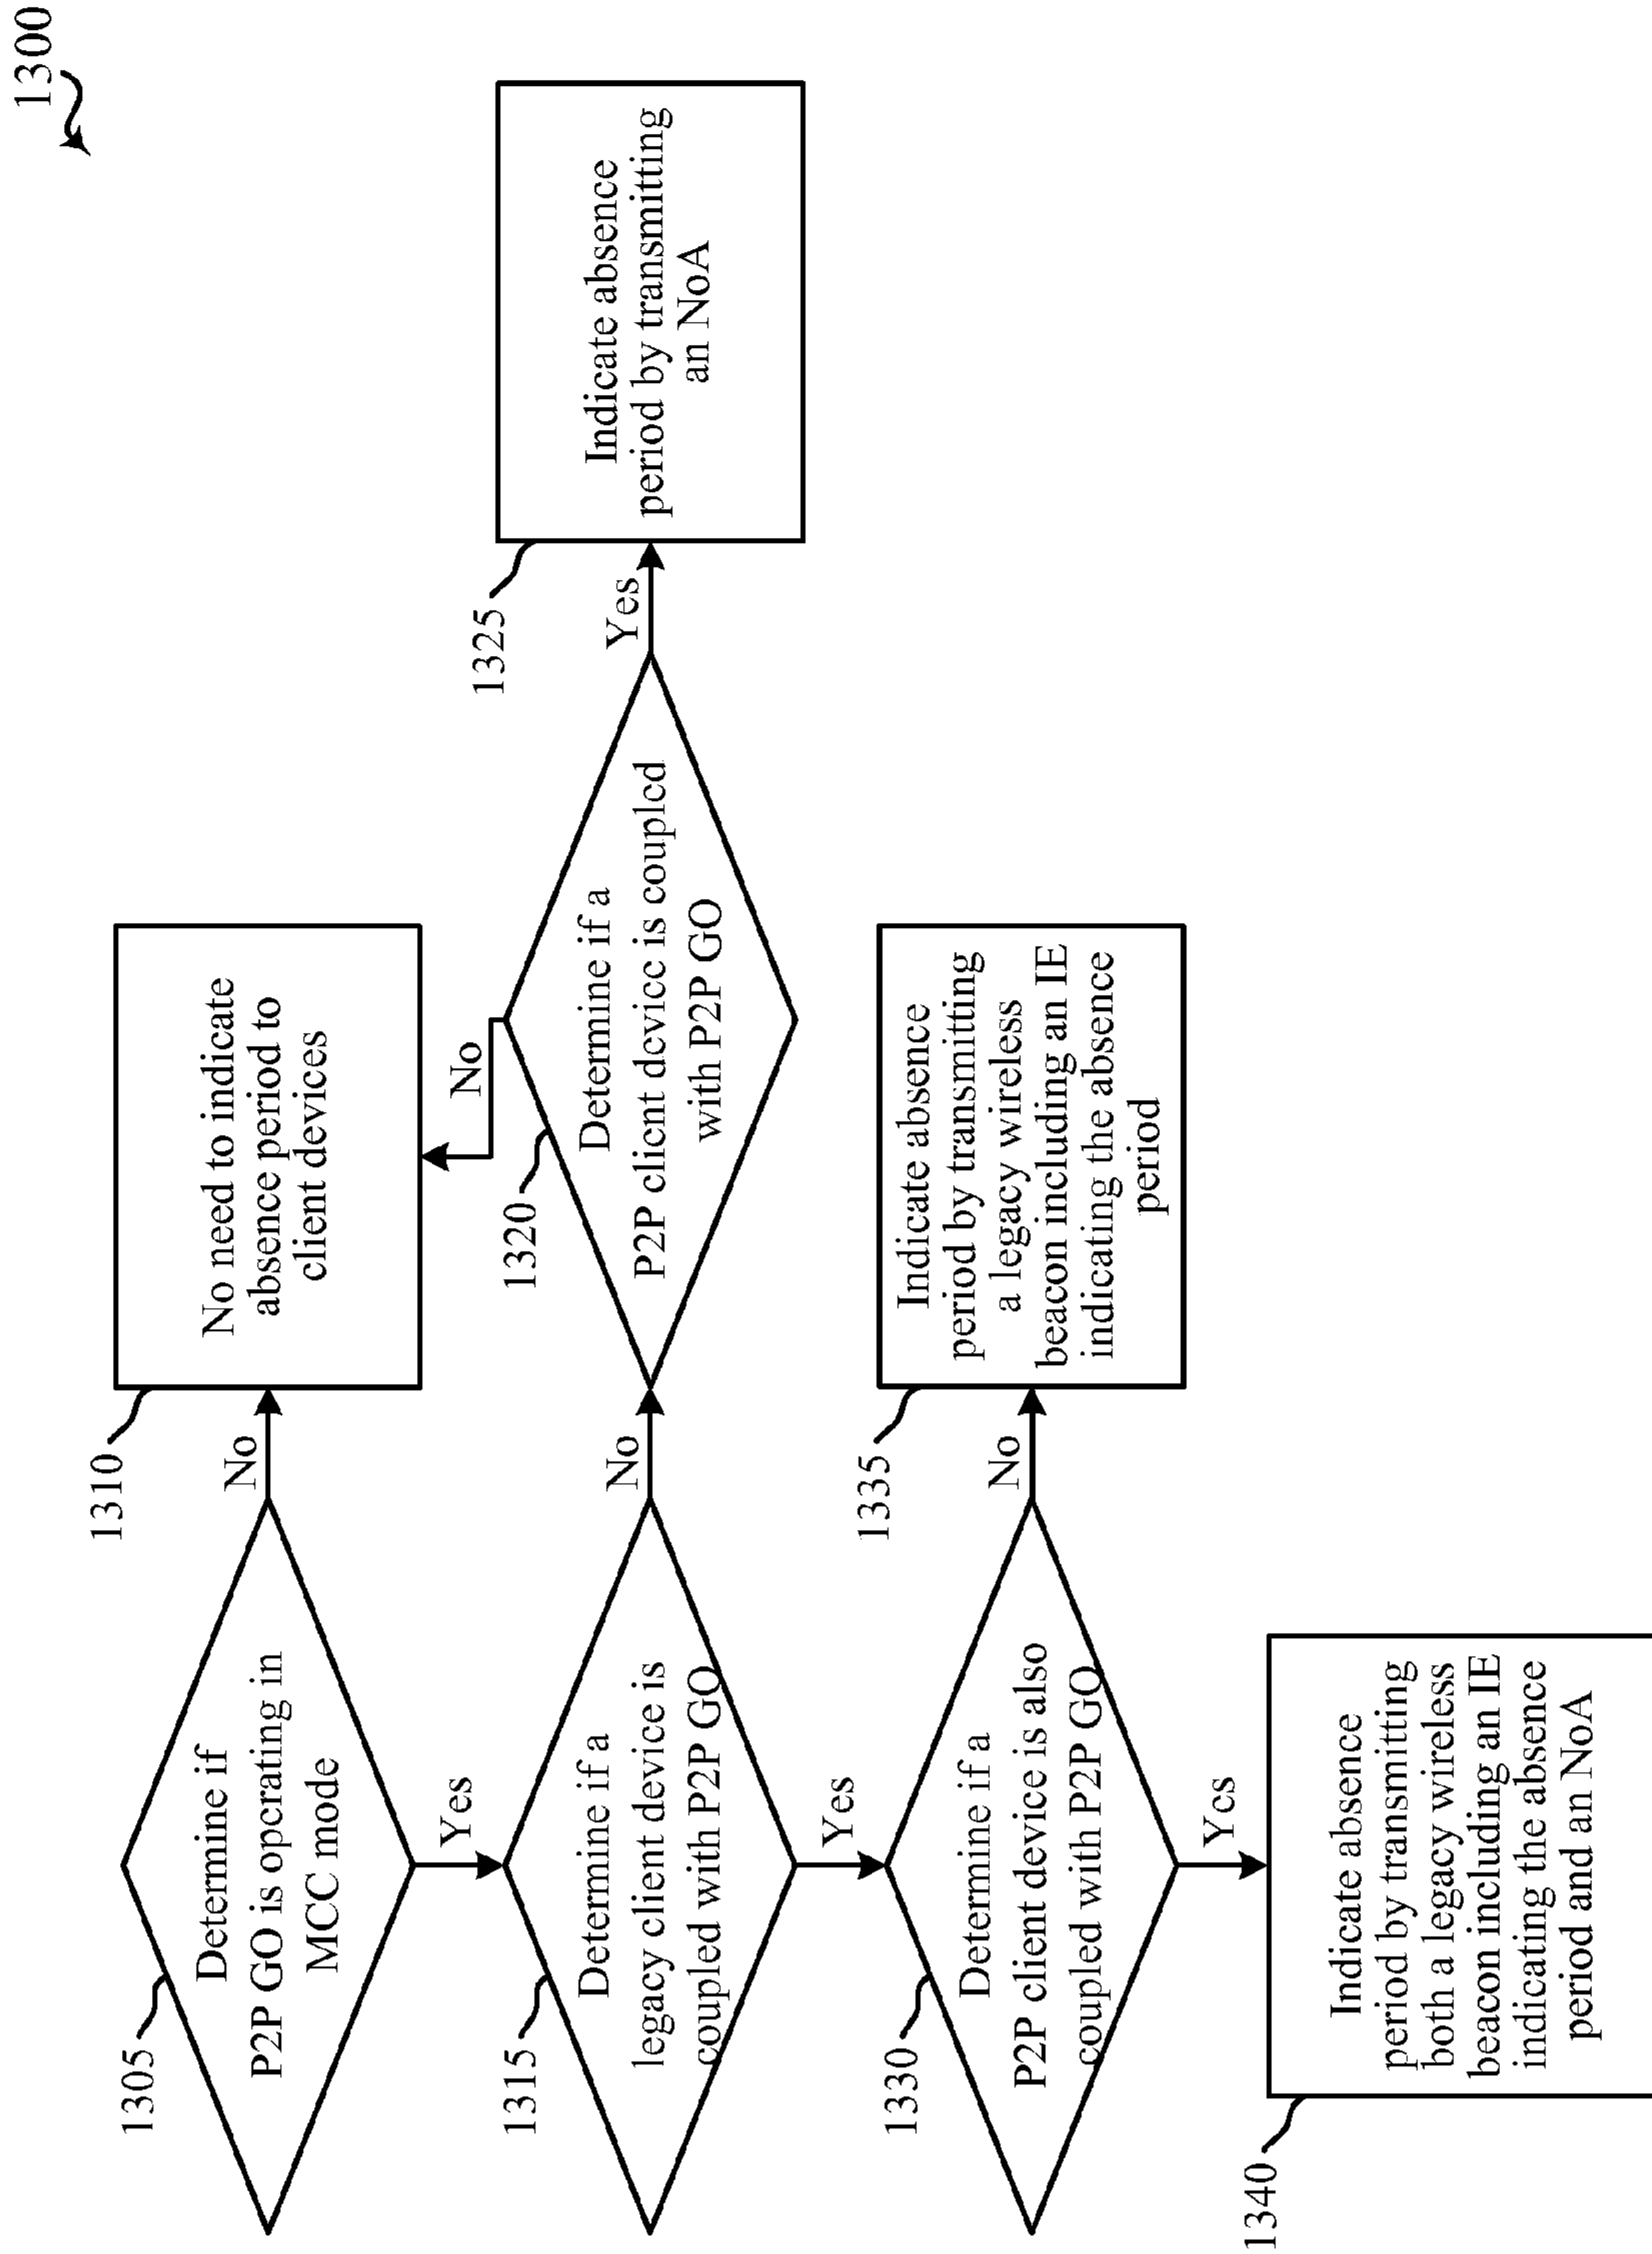 1300
1305
Determine if
P2P GO is operating in
MCC mode
No
1310
No need to indicate
absence period to
client devices
Yes
1315
Determine if a
legacy client device is
coupled with P2P GO
No
1320
Determine if a
P2P client device is coupled
with P2P GO
No
Yes
1325
Indicate absence
period by transmitting
an NoA
Yes
1330
Determine if a
P2P client device is also
coupled with P2P GO
No
1335
Indicate absence
period by transmitting
a legacy wireless
beacon including an IE
indicating the absence
period
Yes
1340
Indicate absence
period by transmitting
both a legacy wireless
beacon including an IE
indicating the absence
period and an NoA